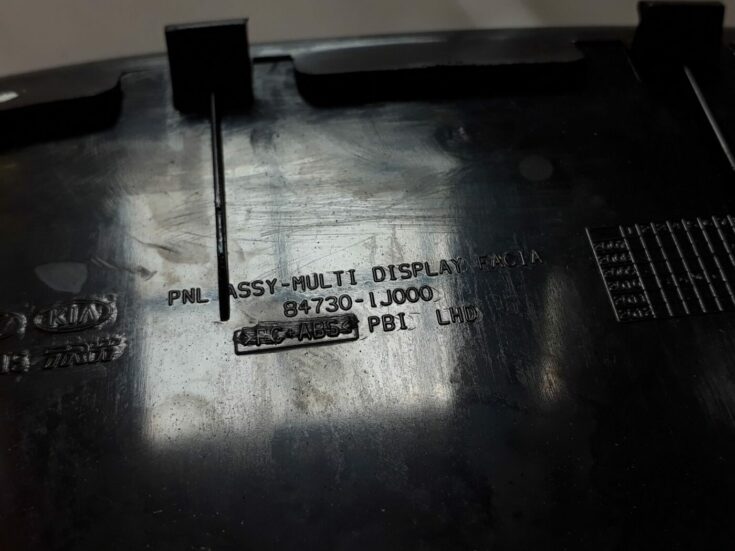 PNL ASSY-MULTI DISPLAY FACIA
84730-1J000
>PC+ABS< PBI LHD
KIA